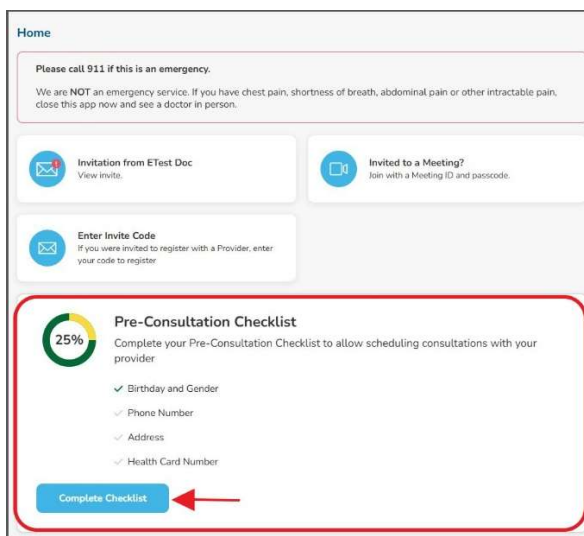 Home
Please call 911 if this is an emergency.
We are NOT an emergency service. If you have chest pain, shortness of breath, abdominal pain or other intractable pain,
close this app now and see a doctor in person.
Invitation from ETest Doc
View invite.
Invited to a Meeting?
Join with a Meeting ID and passcode.
Enter Invite Code
If you were invited to register with a Provider, enter
your code to register
25%
Pre-Consultation Checklist
Complete your Pre-Consultation Checklist to allow scheduling consultations with your
provider
Birthday and Gender
Phone Number
Address
Health Card Number
Complete Checklist